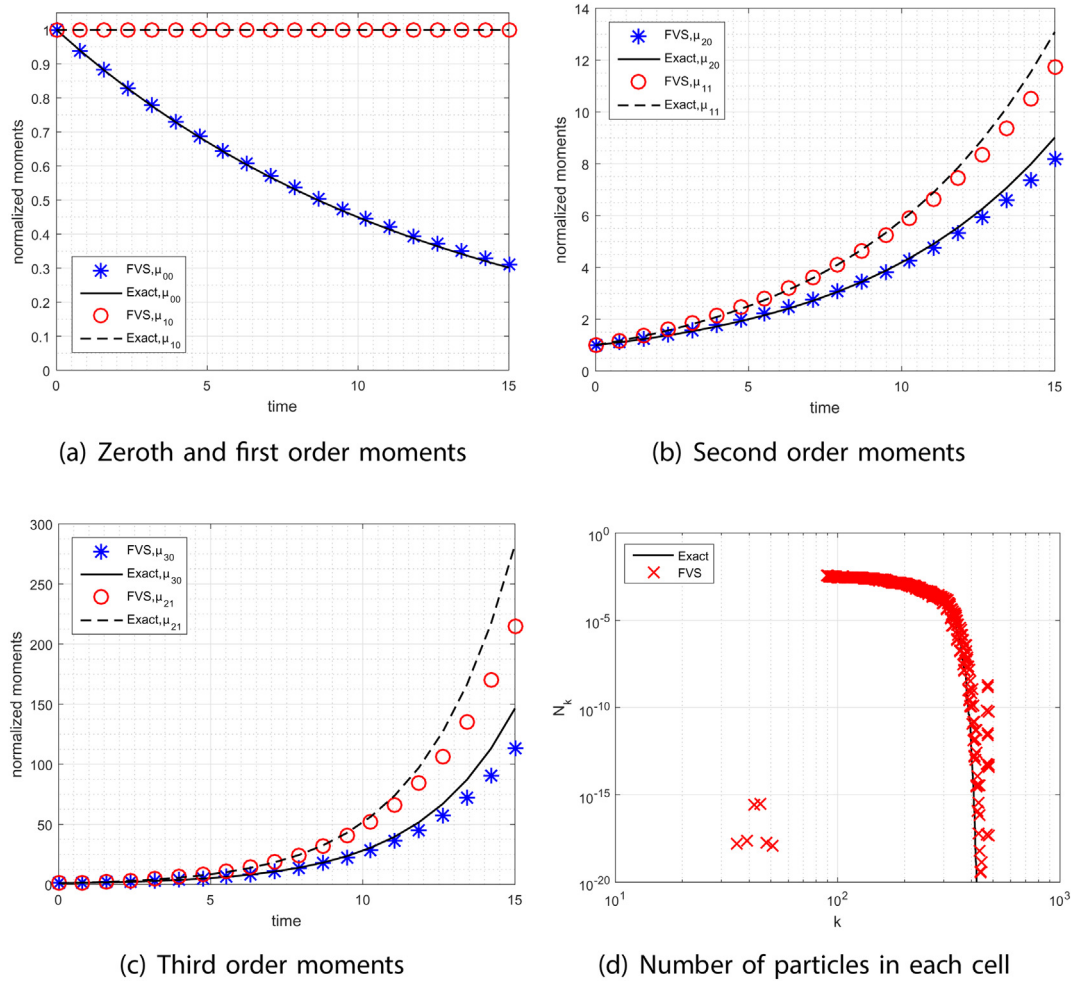 1
0.9
0.8
0.7
0.6
0.5
0.4
0.3
0.2
0.1
0
normalized moments
FVS,μ00
Exact,μ00
FVS,μ10
Exact,μ10
0 5 10 15
time
(a) Zeroth and first order moments
14
12
10
8
6
4
2
0
normalized moments
FVS,μ20
Exact,μ20
FVS,μ11
Exact,μ11
0 5 10 15
time
(b) Second order moments
300
250
200
150
100
50
0
normalized moments
FVS,μ30
Exact,μ30
FVS,μ21
Exact,μ21
0 5 10 15
time
(c) Third order moments
10^0
10^-5
10^-10
10^-15
10^-20
Nk
Exact
FVS
10^1 10^2 10^3
k
(d) Number of particles in each cell